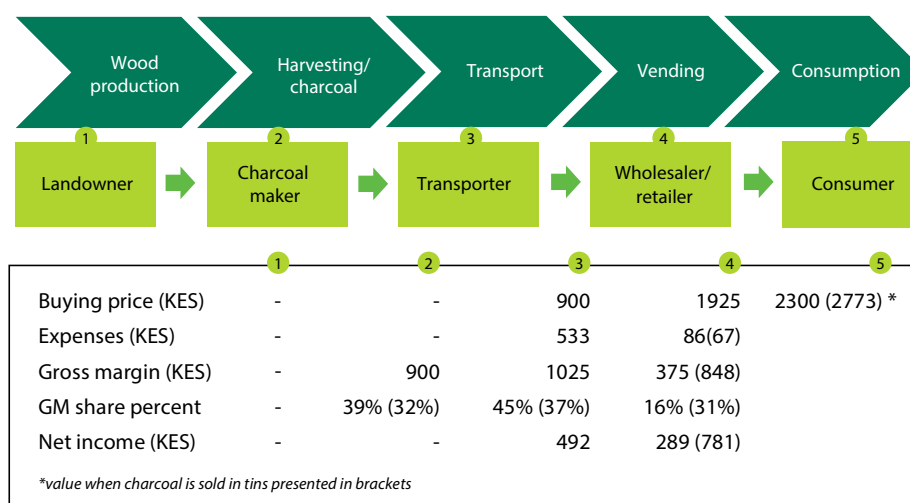 Wood
production
Harvesting/
charcoal
Transport
Vending
Consumption
1
2
3
4
5
Landowner
Charcoal
maker
Transporter
Wholesaler/
retailer
Consumer
1 2 3 4 5
Buying price (KES) - - 900 1925 2300 (2773) *
Expenses (KES) - - 533 86(67)
Gross margin (KES) - 900 1025 375 (848)
GM share percent - 39% (32%) 45% (37%) 16% (31%)
Net income (KES) - - 492 289 (781)
*value when charcoal is sold in tins presented in brackets